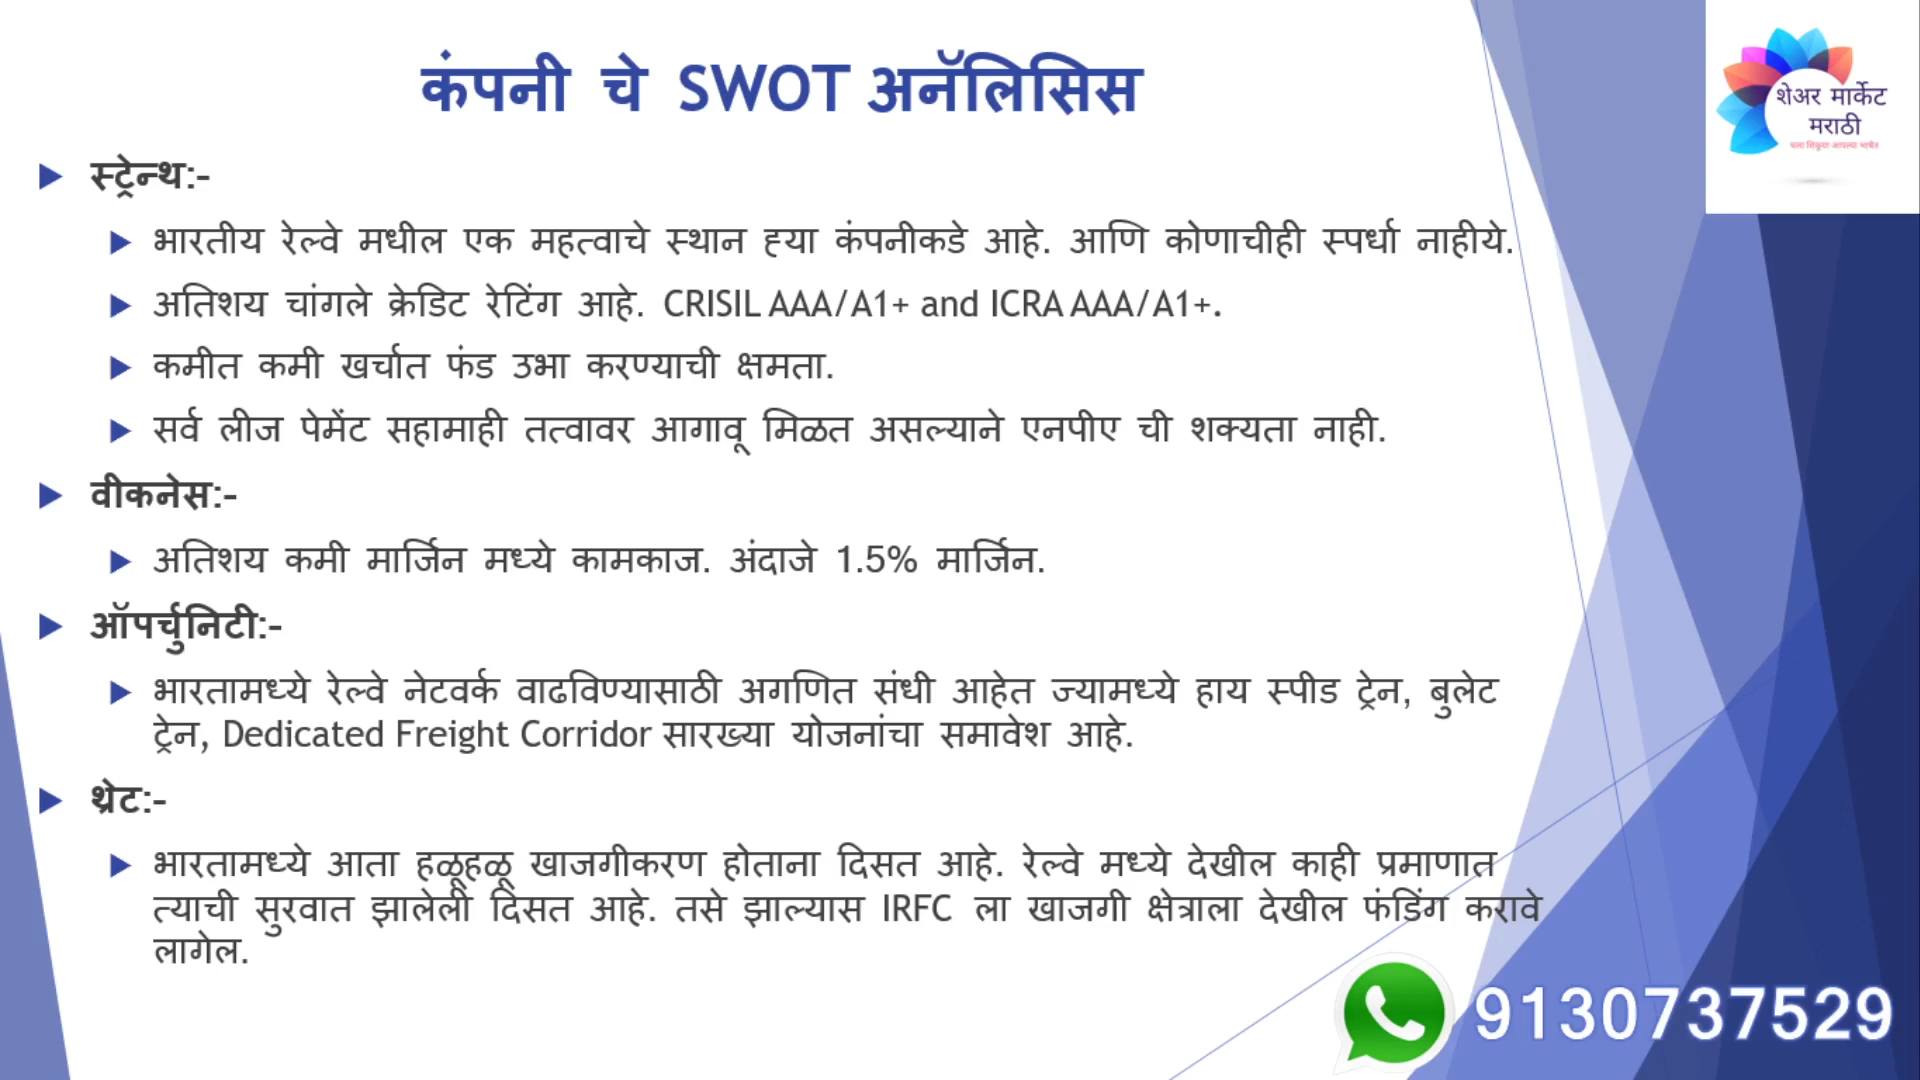 कंपनी चे SWOT अनॅलिसिस
शेअर मार्केट
मराठी
चला शिकूया आपल्या भाषेत
स्ट्रेन्थ:-
भारतीय रेल्वे मधील एक महत्वाचे स्थान ह्या कंपनीकडे आहे. आणि कोणाचीही स्पर्धा नाहीये.
अतिशय चांगले क्रेडिट रेटिंग आहे. CRISIL AAA/A1+ and ICRA AAA/A1+.
कमीत कमी खर्चात फंड उभा करण्याची क्षमता.
सर्व लीज पेमेंट सहामाही तत्वावर आगावू मिळत असल्याने एनपीए ची शक्यता नाही.
वीकनेस:-
अतिशय कमी मार्जिन मध्ये कामकाज. अंदाजे 1.5% मार्जिन.
ऑपर्चुनिटी:-
भारतामध्ये रेल्वे नेटवर्क वाढविण्यासाठी अगणित संधी आहेत ज्यामध्ये हाय स्पीड ट्रेन, बुलेट
ट्रेन, Dedicated Freight Corridor सारख्या योजनांचा समावेश आहे.
थ्रेट:-
भारतामध्ये आता हळूहळू खाजगीकरण होताना दिसत आहे. रेल्वे मध्ये देखील काही प्रमाणात
त्याची सुरवात झालेली दिसत आहे. तसे झाल्यास IRFC ला खाजगी क्षेत्राला देखील फंडिंग करावे
लागेल.
9130737529